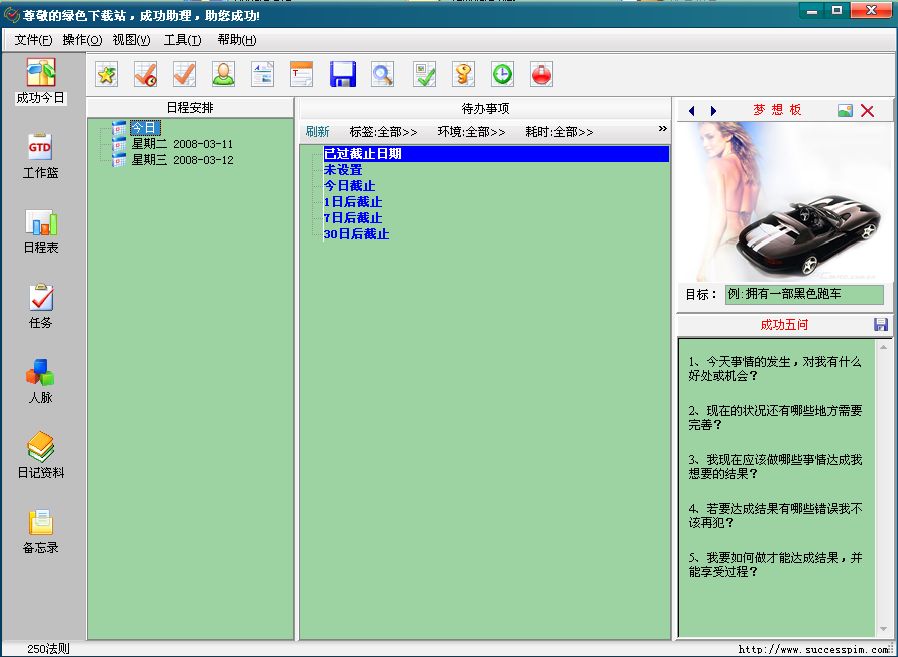 尊敬的绿色下载站，成功助理，助您成功!
文件(F) 操作(O) 视图(V) 工具(T) 帮助(H)
成功今日
GTD
工作篮
日程表
任务
人脉
日记资料
备忘录
日程安排
今日
星期二 2008-03-11
星期三 2008-03-12
待办事项
刷新 标签:全部>> 环境:全部>> 耗时:全部>> »
已过截止日期
未设置
今日截止
1日后截止
7日后截止
30日后截止
梦 想 板
目标： 例:拥有一部黑色跑车
成功五问
1、今天事情的发生，对我有什么
好处或机会？
2、现在的状况还有哪些地方需要
完善？
3、我现在应该做哪些事情达成我
想要的结果？
4、若要达成结果有哪些错误我不
该再犯？
5、我要如何做才能达成结果，并
能享受过程？
250法则
http://www.successpim.com